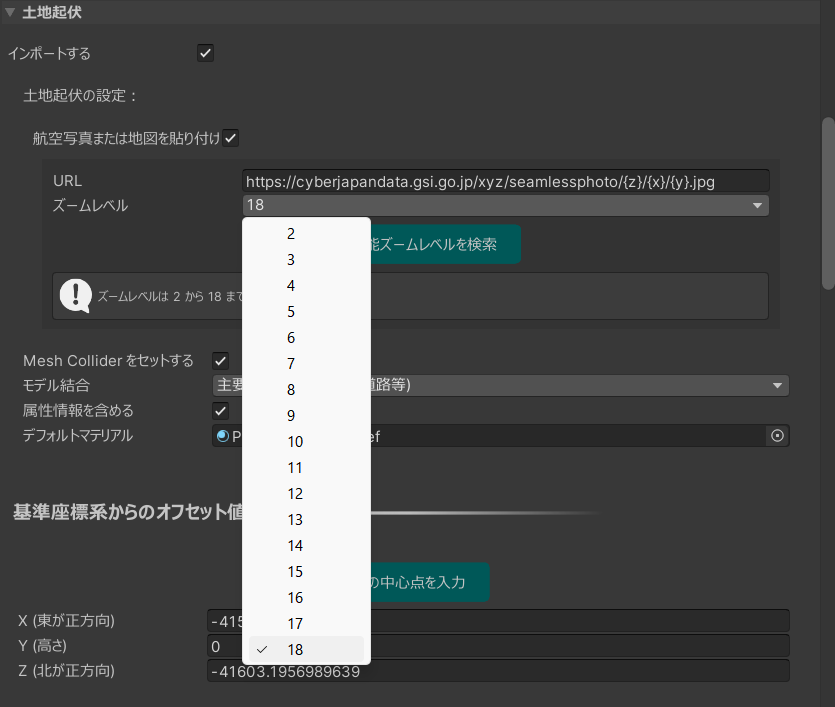 土地起伏
インポートする
土地起伏の設定：
航空写真または地図を貼り付け
URL
https://cyberjapandata.gsi.go.jp/xyz/seamlessphoto/{z}/{x}/{y}.jpg
ズームレベル
18
2
能ズームレベルを検索
3
4
ズームレベルは 2 から 18 まで
5
6
7
Mesh Collider をセットする
モデル結合
主要
道路等)
8
属性情報を含める
9
デフォルトマテリアル
P
ef
10
11
12
基準座標系からのオフセット値
13
14
15
の中心点を入力
16
X (東が正方向)
-415
17
Y (高さ)
0
18
Z (北が正方向)
-41603.1956989639